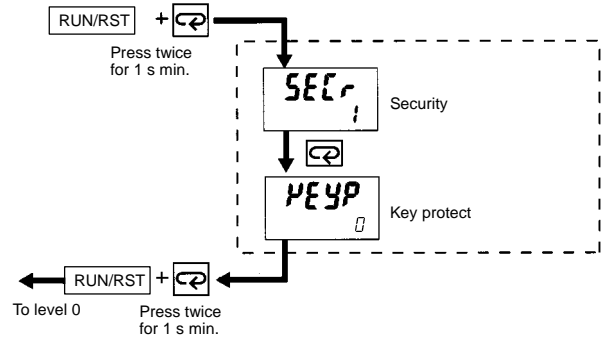 RUN/RST +
Press twice
for 1 s min.
SECr
1
Security
KEYP
0
Key protect
RUN/RST +
To level 0
Press twice
for 1 s min.